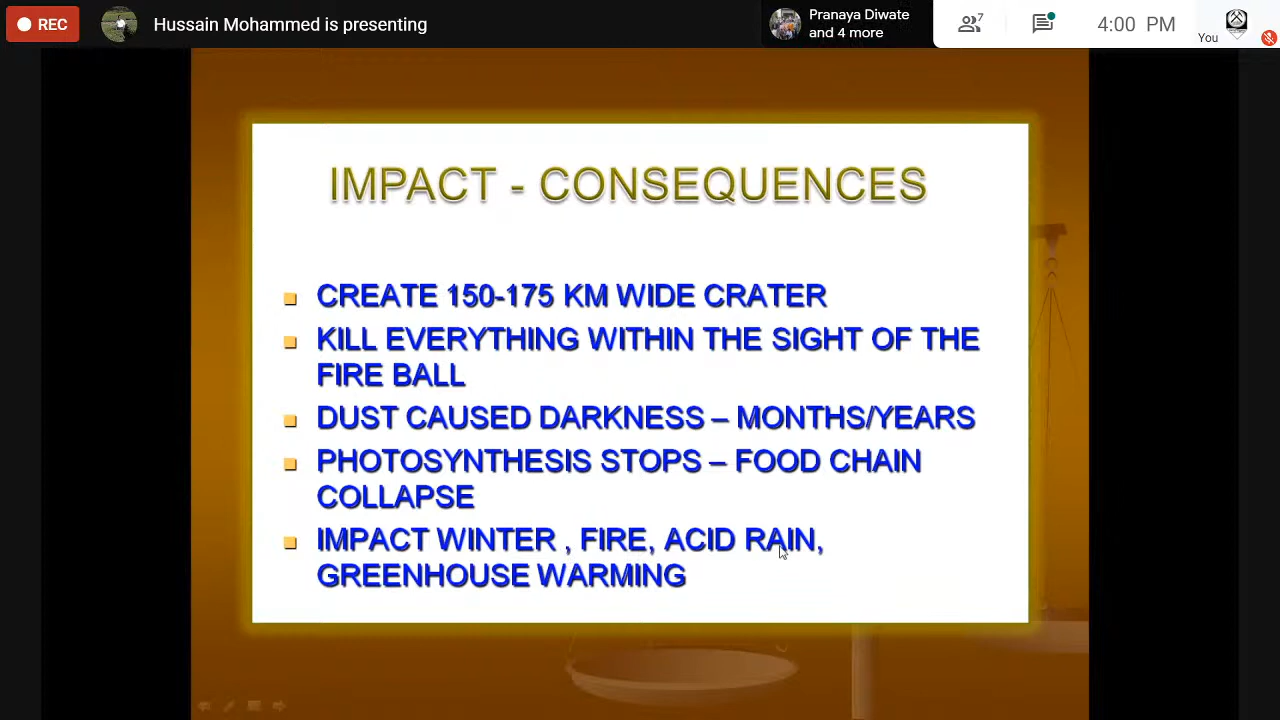 REC
Hussain Mohammed is presenting
Pranaya Diwate
and 4 more
7
4:00 PM
You
IMPACT - CONSEQUENCES
CREATE 150-175 KM WIDE CRATER
KILL EVERYTHING WITHIN THE SIGHT OF THE
FIRE BALL
DUST CAUSED DARKNESS – MONTHS/YEARS
PHOTOSYNTHESIS STOPS – FOOD CHAIN
COLLAPSE
IMPACT WINTER , FIRE, ACID RAIN,
GREENHOUSE WARMING